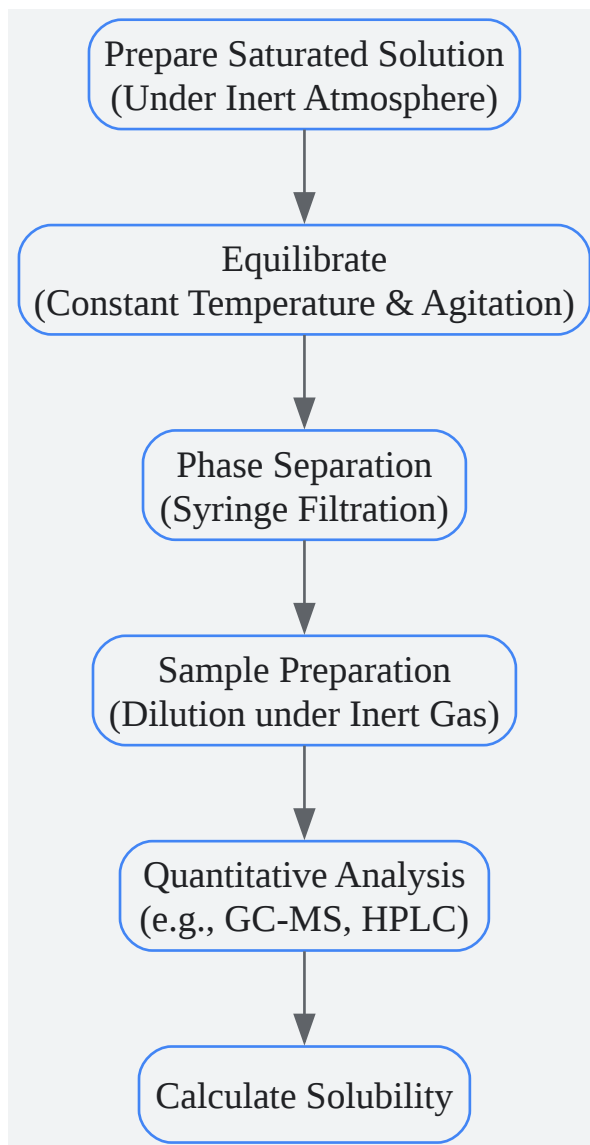 Prepare Saturated Solution
(Under Inert Atmosphere)
Equilibrate
(Constant Temperature & Agitation)
Phase Separation
(Syringe Filtration)
Sample Preparation
(Dilution under Inert Gas)
Quantitative Analysis
(e.g., GC-MS, HPLC)
Calculate Solubility